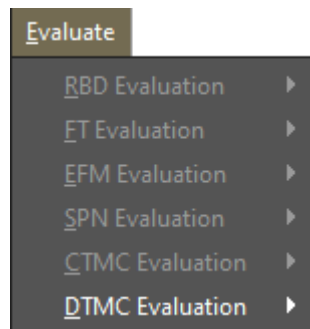 Evaluate
RBD Evaluation
FT Evaluation
EFM Evaluation
SPN Evaluation
CTMC Evaluation
DTMC Evaluation